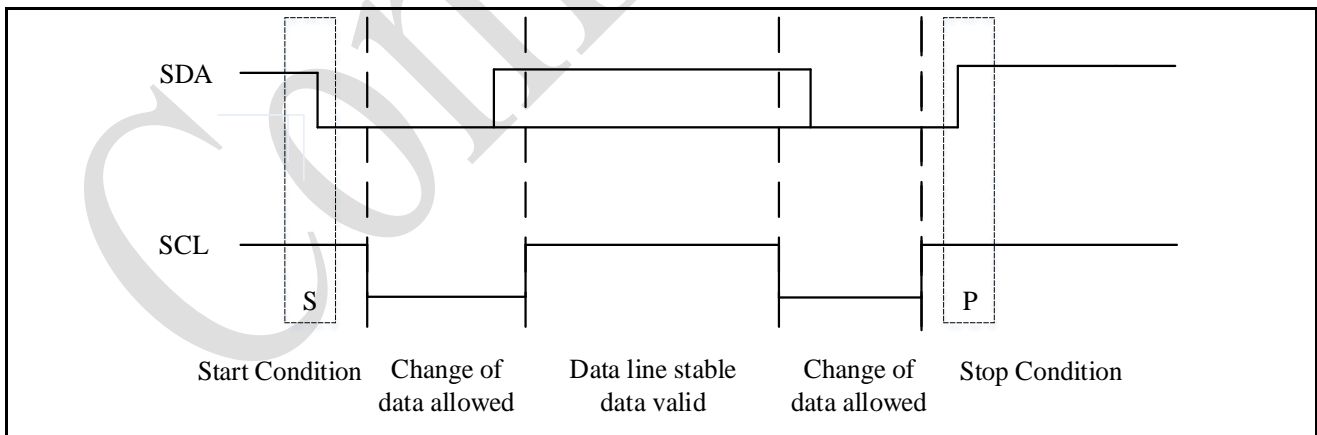 SDA
SCL
S
P
Start Condition
Change of
data allowed
Data line stable
data valid
Change of
data allowed
Stop Condition